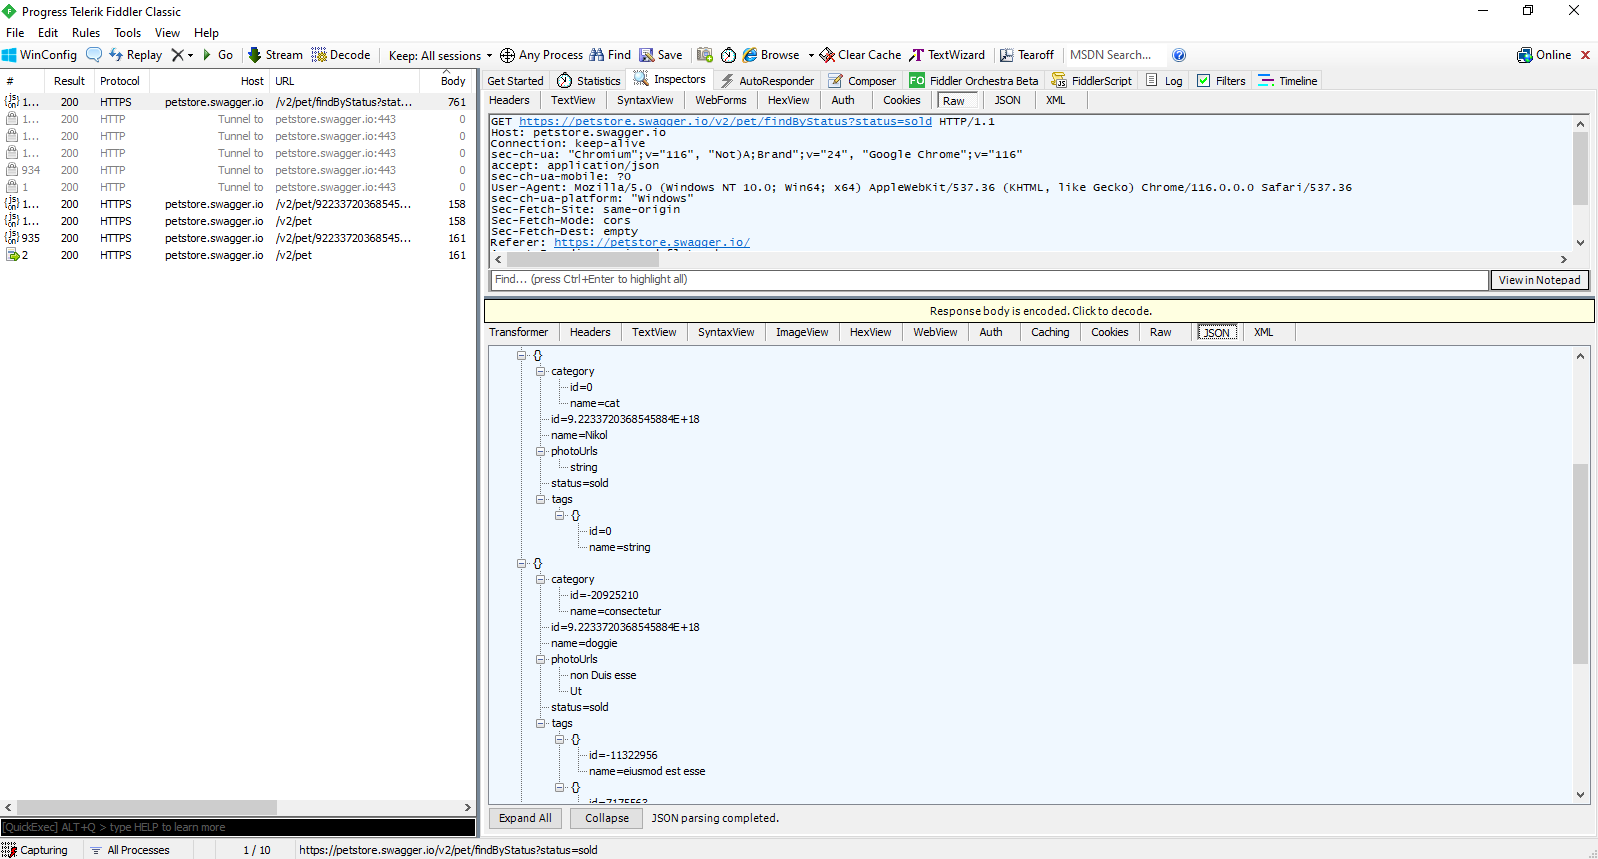 Progress Telerik Fiddler Classic
File Edit Rules Tools View Help
WinConfig Replay Go Stream Decode Keep: All sessions Any Process Find Save Browse Clear Cache TextWizard Tearoff MSDN Search... Online
# Result Protocol Host URL Body
1... 200 HTTPS petstore.swagger.io /v2/pet/findByStatus?stat... 761
1... 200 HTTP Tunnel to petstore.swagger.io:443 0
1... 200 HTTP Tunnel to petstore.swagger.io:443 0
1... 200 HTTP Tunnel to petstore.swagger.io:443 0
934 200 HTTP Tunnel to petstore.swagger.io:443 0
1 200 HTTP Tunnel to petstore.swagger.io:443 0
1... 200 HTTPS petstore.swagger.io /v2/pet/92233720368545... 158
1... 200 HTTPS petstore.swagger.io /v2/pet 158
935 200 HTTPS petstore.swagger.io /v2/pet/92233720368545... 161
2 200 HTTPS petstore.swagger.io /v2/pet 161
[QuickExec] ALT+Q > type HELP to learn more
Get Started Statistics Inspectors AutoResponder Composer FO Fiddler Orchestra Beta FiddlerScript Log Filters Timeline
Headers TextView SyntaxView WebForms HexView Auth Cookies Raw JSON XML
GET https://petstore.swagger.io/v2/pet/findByStatus?status=sold HTTP/1.1
Host: petstore.swagger.io
Connection: keep-alive
sec-ch-ua: "Chromium";v="116", "Not)A;Brand";v="24", "Google Chrome";v="116"
accept: application/json
sec-ch-ua-mobile: ?0
User-Agent: Mozilla/5.0 (Windows NT 10.0; Win64; x64) AppleWebKit/537.36 (KHTML, like Gecko) Chrome/116.0.0.0 Safari/537.36
sec-ch-ua-platform: "Windows"
Sec-Fetch-Site: same-origin
Sec-Fetch-Mode: cors
Sec-Fetch-Dest: empty
Referer: https://petstore.swagger.io/
Find... (press Ctrl+Enter to highlight all) View in Notepad
Response body is encoded. Click to decode.
Transformer Headers TextView SyntaxView ImageView HexView WebView Auth Caching Cookies Raw JSON XML
{}
category
id=0
name=cat
id=9.2233720368545884E+18
name=Nikol
photoUrls
string
status=sold
tags
{}
id=0
name=string
{}
category
id=-20925210
name=consectetur
id=9.2233720368545884E+18
name=doggie
photoUrls
non Duis esse
Ut
status=sold
tags
{}
id=-11322956
name=eiusmod est esse
{}
id=7175563
Expand All Collapse JSON parsing completed.
Capturing All Processes 1 / 10 https://petstore.swagger.io/v2/pet/findByStatus?status=sold